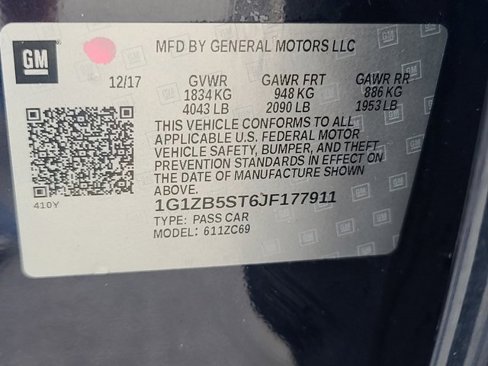 GM
MFD BY GENERAL MOTORS LLC
12/17 GVWR GAWR FRT GAWR RR
1834 KG 948 KG 886 KG
4043 LB 2090 LB 1953 LB
THIS VEHICLE CONFORMS TO ALL
APPLICABLE U.S. FEDERAL MOTOR
VEHICLE SAFETY, BUMPER, AND THEFT
PREVENTION STANDARDS IN EFFECT ON
THE DATE OF MANUFACTURE SHOWN
ABOVE.
410Y
1G1ZB5ST6JF177911
TYPE: PASS CAR
MODEL: 611ZC69